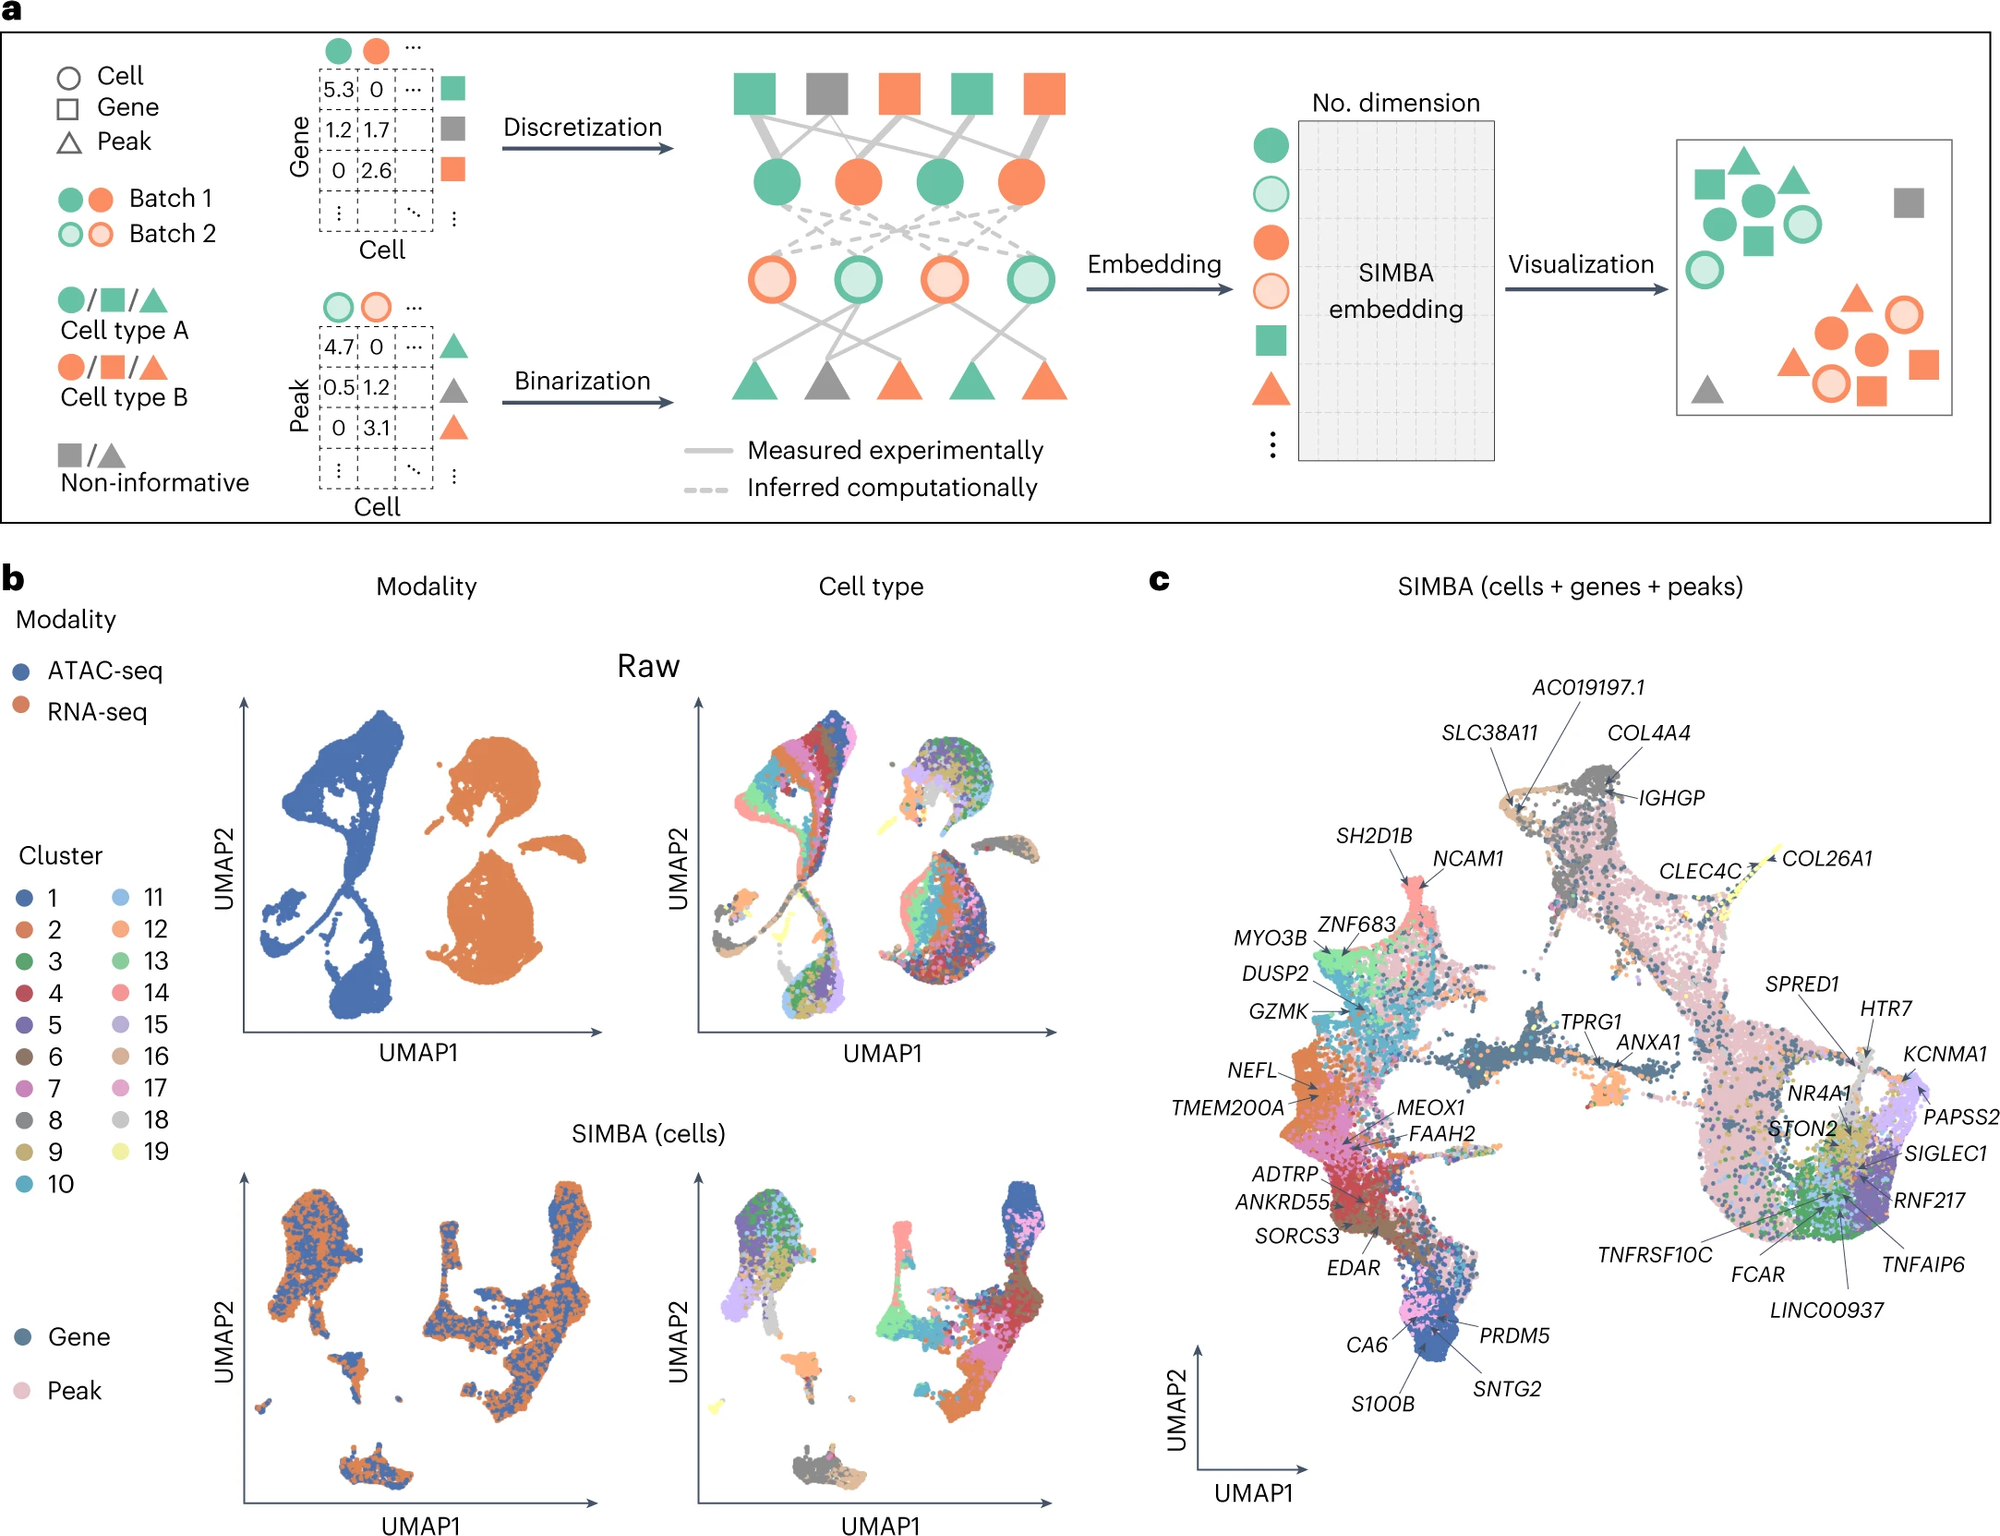 a
Cell
Gene
Peak
Batch 1
Batch 2
Cell type A
Cell type B
Non-informative
...
5.3 0 ...
1.2 1.7
0 2.6
Gene
Cell
...
4.7 0 ...
0.5 1.2
0 3.1
Peak
Cell
Discretization
Binarization
Measured experimentally
Inferred computationally
Embedding
No. dimension
SIMBA
embedding
Visualization
b
Modality
ATAC-seq
RNA-seq
Cluster
1 11
2 12
3 13
4 14
5 15
6 16
7 17
8 18
9 19
10
Gene
Peak
Modality Cell type
Raw
UMAP2
UMAP1
UMAP2
UMAP1
SIMBA (cells)
UMAP2
UMAP1
UMAP2
UMAP1
c
SIMBA (cells + genes + peaks)
AC019197.1
SLC38A11 COL4A4
IGHGP
SH2D1B
NCAM1
CLEC4C COL26A1
ZNF683
MYO3B
DUSP2
GZMK
SPRED1
HTR7
TPRG1
ANXA1
KCNMA1
NEFL
TMEM200A
NR4A1
PAPSS2
MEOX1
FAAH2
STON2
SIGLEC1
ADTRP
ANKRD55
RNF217
SORCS3
EDAR
TNFRSF10C
FCAR
TNFAIP6
LINC00937
CA6
PRDM5
SNTG2
S100B
UMAP2
UMAP1